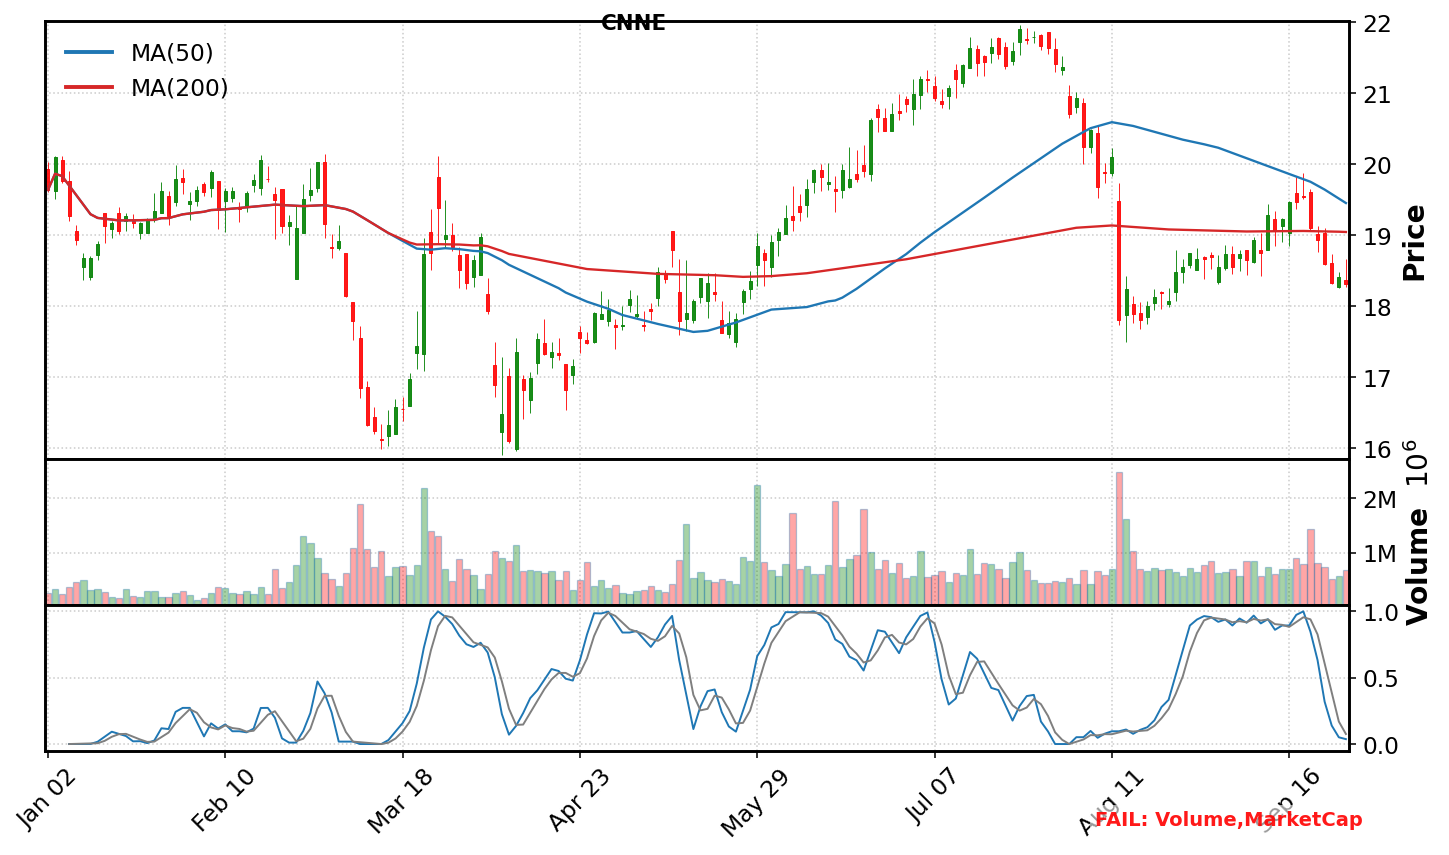 CNNE
MA(50)
MA(200)
22
21
20
19
18
17
16
Price
10⁶
2M
1M
Volume
1.0
0.5
0.0
Jan 02
Feb 10
Mar 18
Apr 23
May 29
Jul 07
Aug 11
Sep 16
FAIL: Volume,MarketCap